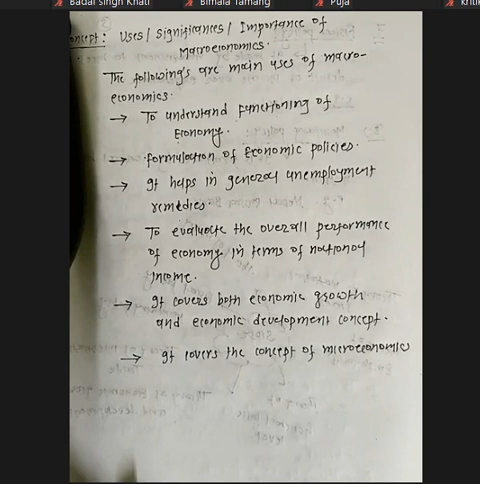 Badal singh Khati
Bimala Tamang
Puja
kritik
oncept: Uses/ significances/ Importance of
Macroeconomics.
The following's are main uses of macro-
economics.
→ To understand functioning of
Economy.
→ formulation of Economic policies.
→ It helps in general unemployment
remedies.
→ To evaluate the overall performance
of economy in terms of national
income.
→ It covers both economic growth
and economic development concept.
→ It covers the concept of microeconomics